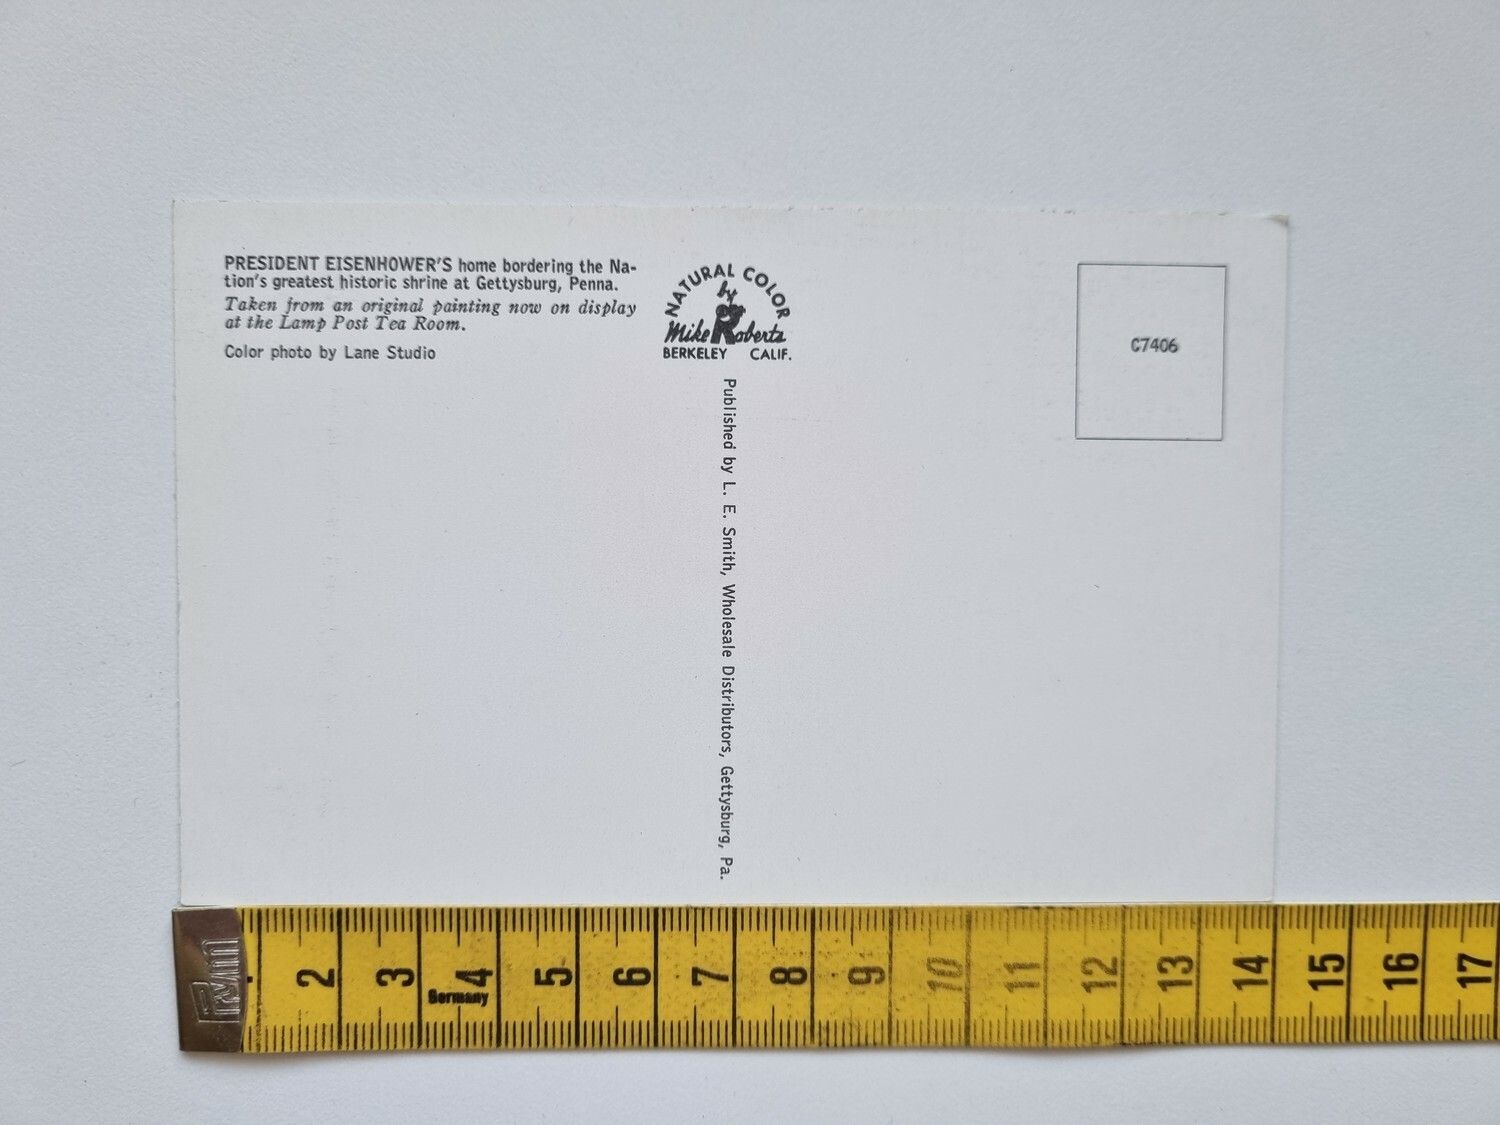 PRESIDENT EISENHOWER'S home bordering the Na-
tion's greatest historic shrine at Gettysburg, Penna.
Taken from an original painting now on display
at the Lamp Post Tea Room.
Color photo by Lane Studio
NATURAL COLOR
by
Mike Roberts
BERKELEY CALIF.
C7406
Published by L. E. Smith, Wholesale Distributors, Gettysburg, Pa.
Prym
1 2 3 4 5 6 7 8 9 10 11 12 13 14 15 16 17
Germany